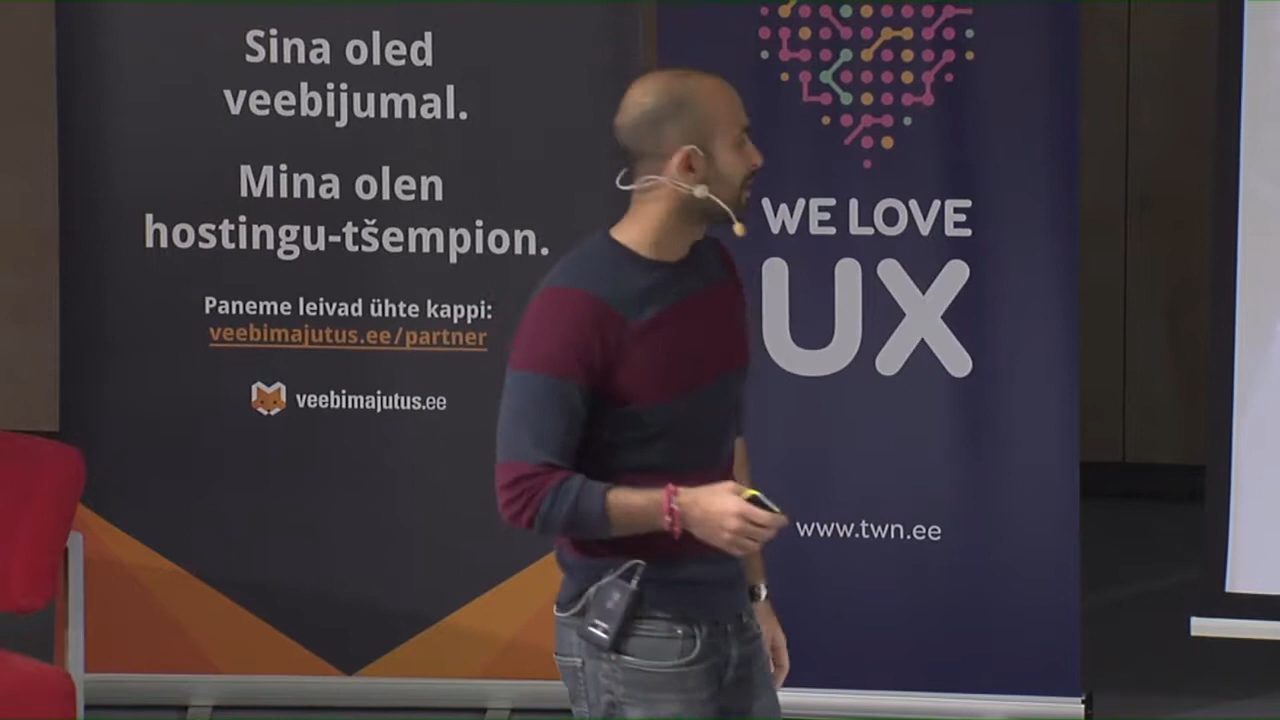 Sina oled
veebijumal.
Mina olen
hostingu-tšempion.
Paneme leivad ühte kappi:
veebimajutus.ee/partner
veebimajutus.ee
WE LOVE
UX
www.twn.ee